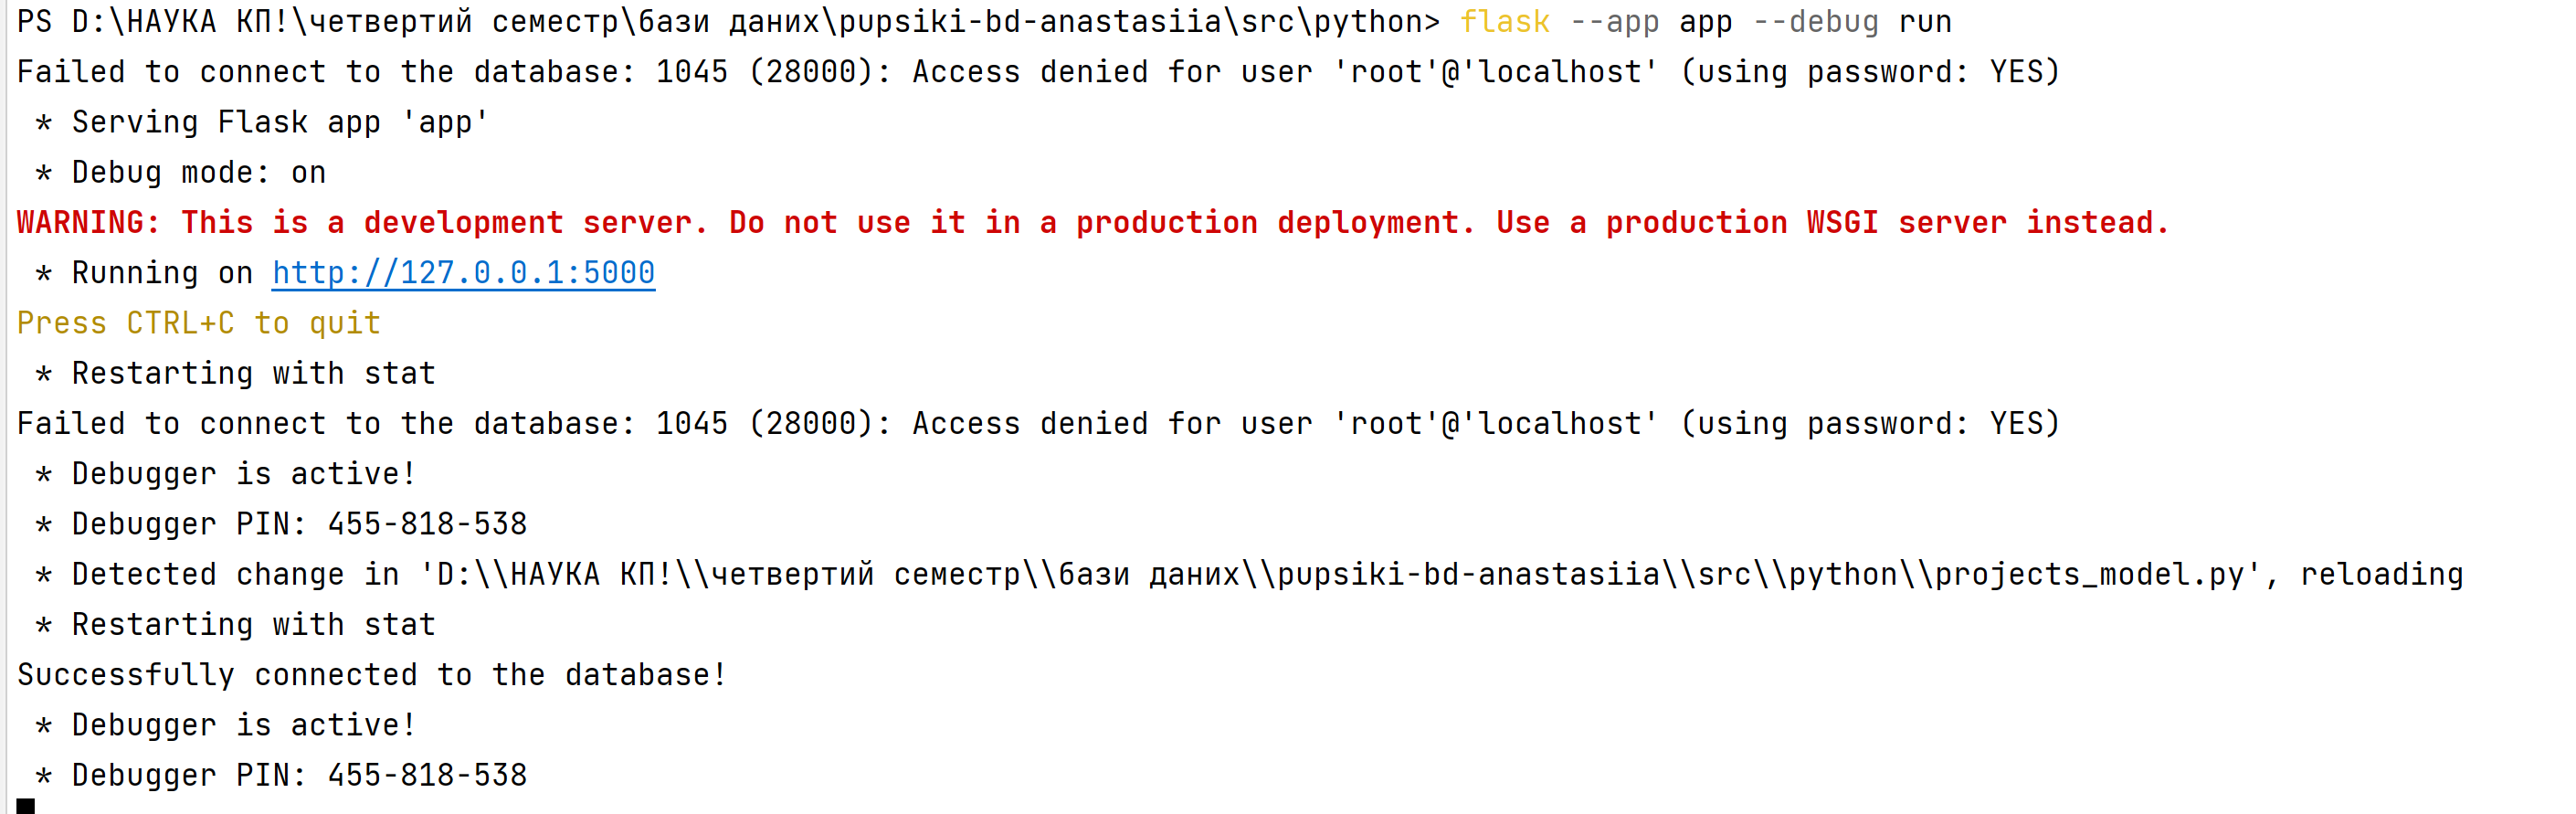 PS D:\НАУКА КП!\четвертий семестр\бази даних\pupsiki-bd-anastasiia\src\python> flask --app app --debug run
Failed to connect to the database: 1045 (28000): Access denied for user 'root'@'localhost' (using password: YES)
 * Serving Flask app 'app'
 * Debug mode: on
WARNING: This is a development server. Do not use it in a production deployment. Use a production WSGI server instead.
 * Running on http://127.0.0.1:5000
Press CTRL+C to quit
 * Restarting with stat
Failed to connect to the database: 1045 (28000): Access denied for user 'root'@'localhost' (using password: YES)
 * Debugger is active!
 * Debugger PIN: 455-818-538
 * Detected change in 'D:\\НАУКА КП!\\четвертий семестр\\бази даних\\pupsiki-bd-anastasiia\\src\\python\\projects_model.py', reloading
 * Restarting with stat
Successfully connected to the database!
 * Debugger is active!
 * Debugger PIN: 455-818-538